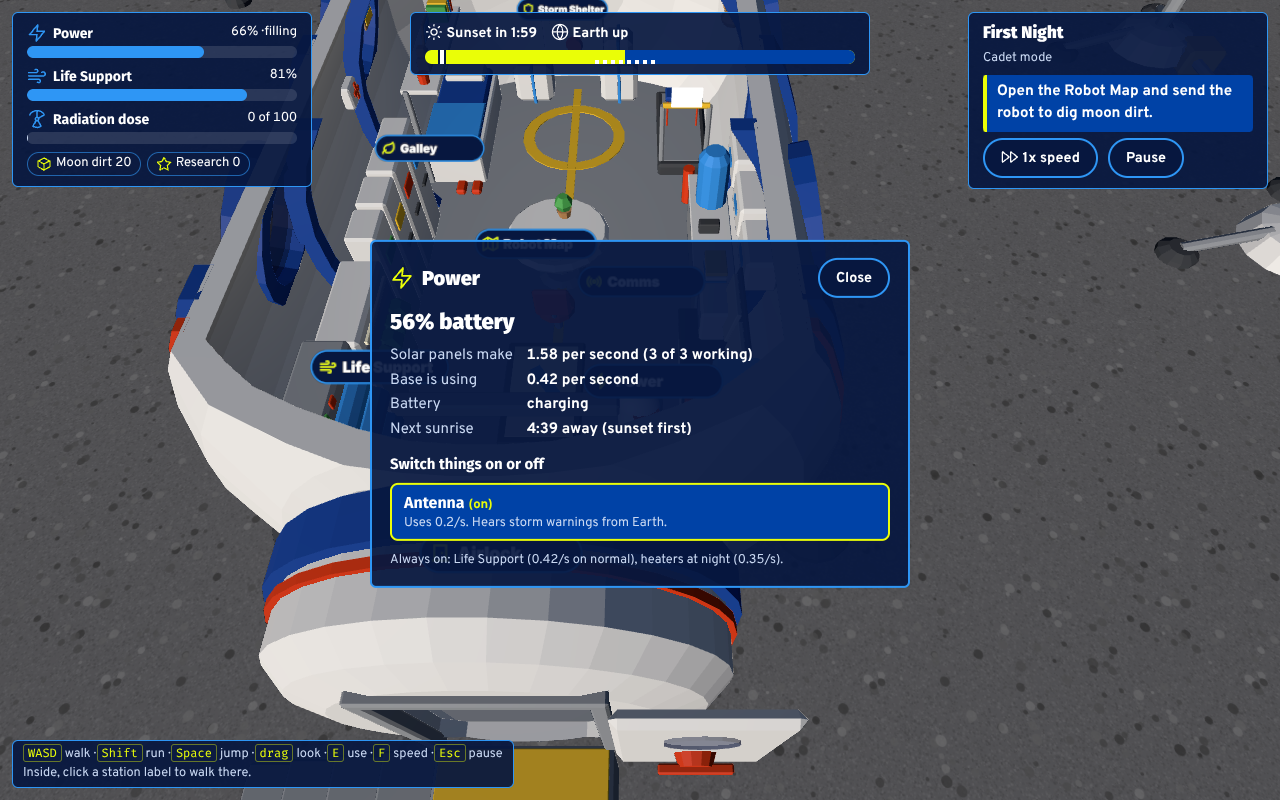 Power
66% ·filling
Life Support
81%
Radiation dose
0 of 100
Moon dirt 20
Research 0
Storm Shelter
Sunset in 1:59
Earth up
First Night
Cadet mode
Open the Robot Map and send the
robot to dig moon dirt.
1x speed
Pause
Galley
Robot Map
Comms
Life Support
Power
Close
56% battery
Solar panels make 1.58 per second (3 of 3 working)
Base is using 0.42 per second
Battery charging
Next sunrise 4:39 away (sunset first)
Switch things on or off
Antenna (on)
Uses 0.2/s. Hears storm warnings from Earth.
Always on: Life Support (0.42/s on normal), heaters at night (0.35/s).
WASD walk · Shift run · Space jump · drag look · E use · F speed · Esc pause
Inside, click a station label to walk there.